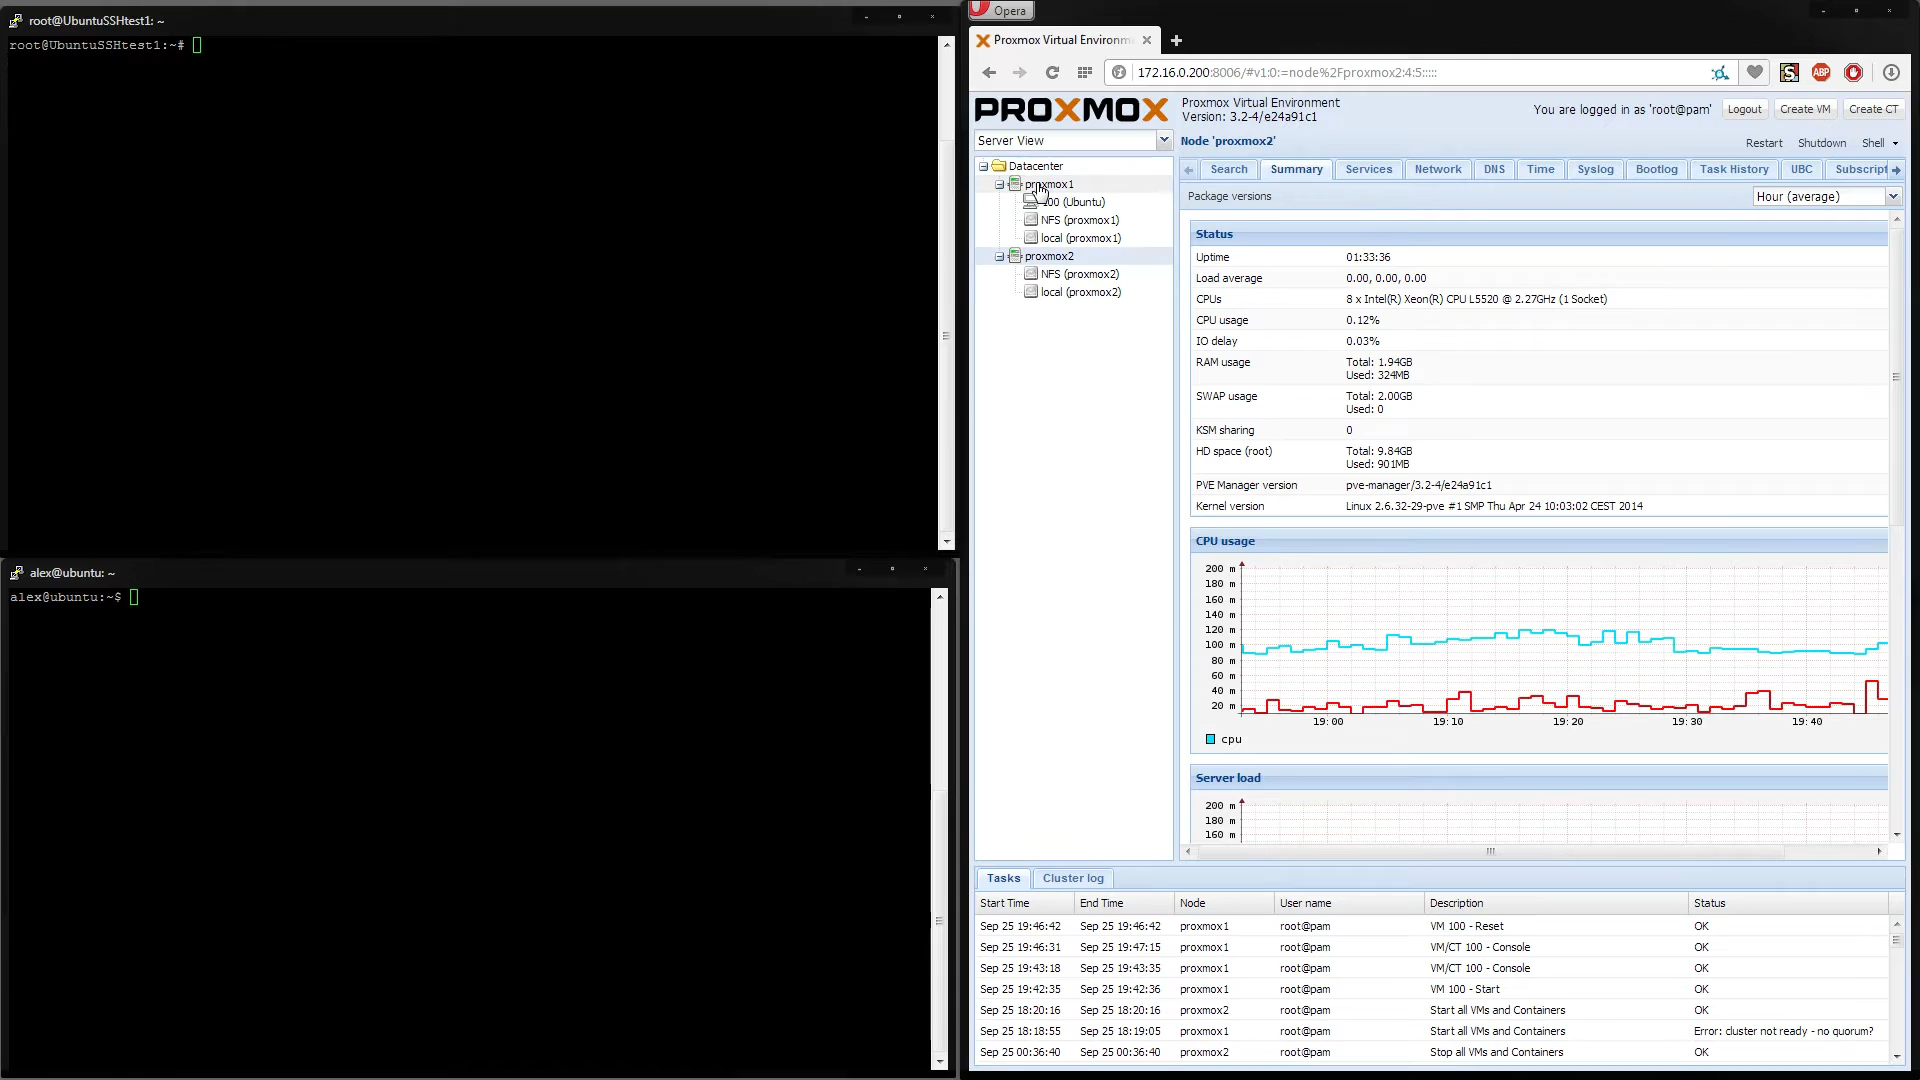 root@UbuntuSSHtest1: ~
root@UbuntuSSHtest1:~#
alex@ubuntu: ~
alex@ubuntu:~$
Opera
Proxmox Virtual Environm
172.16.0.200:8006/#v1:0:=node%2Fproxmox2:4:5:::::
ABP
PROXMOX
Proxmox Virtual Environment
Version: 3.2-4/e24a91c1
You are logged in as 'root@pam'
Logout
Create VM
Create CT
Server View
Node 'proxmox2'
Restart
Shutdown
Shell
Datacenter
proxmox1
100 (Ubuntu)
NFS (proxmox1)
local (proxmox1)
proxmox2
NFS (proxmox2)
local (proxmox2)
Search
Summary
Services
Network
DNS
Time
Syslog
Bootlog
Task History
UBC
Subscript
Package versions
Hour (average)
Status
Uptime 01:33:36
Load average 0.00, 0.00, 0.00
CPUs 8 x Intel(R) Xeon(R) CPU L5520 @ 2.27GHz (1 Socket)
CPU usage 0.12%
IO delay 0.03%
RAM usage Total: 1.94GB
Used: 324MB
SWAP usage Total: 2.00GB
Used: 0
KSM sharing 0
HD space (root) Total: 9.84GB
Used: 901MB
PVE Manager version pve-manager/3.2-4/e24a91c1
Kernel version Linux 2.6.32-29-pve #1 SMP Thu Apr 24 10:03:02 CEST 2014
CPU usage
200 m
180 m
160 m
140 m
120 m
100 m
80 m
60 m
40 m
20 m
19:00 19:10 19:20 19:30 19:40
cpu
Server load
200 m
180 m
160 m
Tasks
Cluster log
Start Time End Time Node User name Description Status
Sep 25 19:46:42 Sep 25 19:46:42 proxmox1 root@pam VM 100 - Reset OK
Sep 25 19:46:31 Sep 25 19:47:15 proxmox1 root@pam VM/CT 100 - Console OK
Sep 25 19:43:18 Sep 25 19:43:35 proxmox1 root@pam VM/CT 100 - Console OK
Sep 25 19:42:35 Sep 25 19:42:36 proxmox1 root@pam VM 100 - Start OK
Sep 25 18:20:16 Sep 25 18:20:16 proxmox2 root@pam Start all VMs and Containers OK
Sep 25 18:18:55 Sep 25 18:19:05 proxmox1 root@pam Start all VMs and Containers Error: cluster not ready - no quorum?
Sep 25 00:36:40 Sep 25 00:36:40 proxmox2 root@pam Stop all VMs and Containers OK